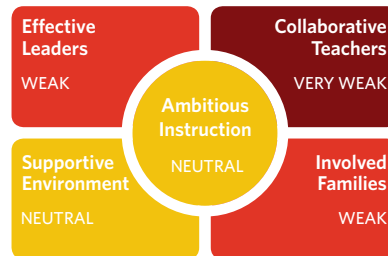 Effective
Leaders
WEAK
Collaborative
Teachers
VERY WEAK
Ambitious
Instruction
NEUTRAL
Supportive
Environment
NEUTRAL
Involved
Families
WEAK